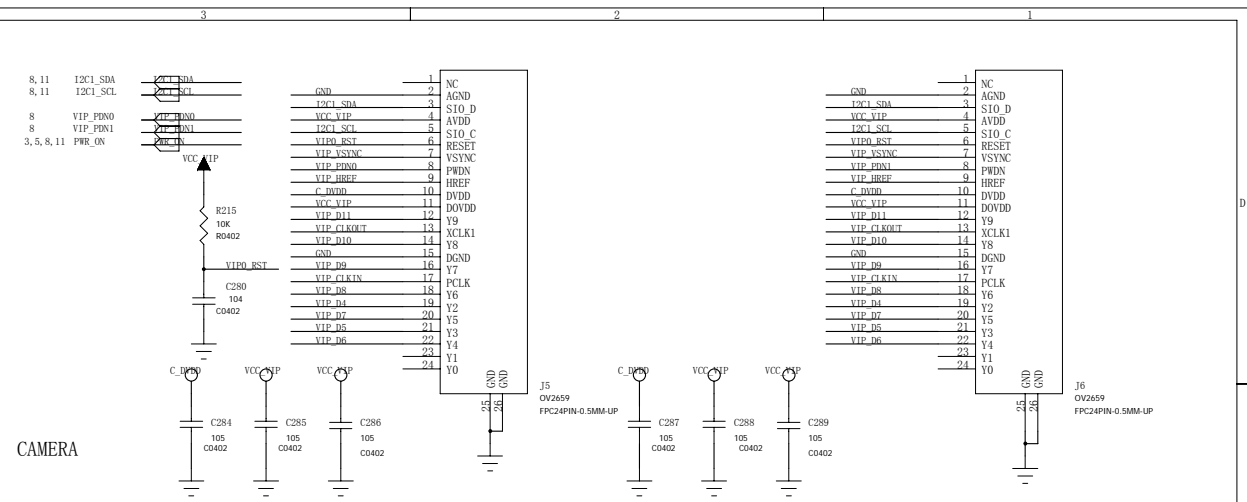 3 2 1
D
8, 11 I2C1_SDA I2C1_SDA
8, 11 I2C1_SCL I2C1_SCL
8 VIP_PDN0 VIP_PDN0
8 VIP_PDN1 VIP_PDN1
3, 5, 8, 11 PWR_ON PWR_ON
VCC_VIP
R215
10K
R0402
VIP0_RST
C280
104
C0402
1 NC
GND 2 AGND
I2C1_SDA 3 SIO_D
VCC_VIP 4 AVDD
I2C1_SCL 5 SIO_C
VIP0_RST 6 RESET
VIP_VSYNC 7 VSYNC
VIP_PDN0 8 PWDN
VIP_HREF 9 HREF
C_DVDD 10 DVDD
VCC_VIP 11 DOVDD
VIP_D11 12 Y9
VIP_CLKOUT 13 XCLK1
VIP_D10 14 Y8
GND 15 DGND
VIP_D9 16 Y7
VIP_CLKIN 17 PCLK
VIP_D8 18 Y6
VIP_D4 19 Y2
VIP_D7 20 Y5
VIP_D5 21 Y3
VIP_D6 22 Y4
23 Y1
24 Y0
GND GND
25 26
J5
OV2659
FPC24PIN-0.5MM-UP
1 NC
GND 2 AGND
I2C1_SDA 3 SIO_D
VCC_VIP 4 AVDD
I2C1_SCL 5 SIO_C
VIP0_RST 6 RESET
VIP_VSYNC 7 VSYNC
VIP_PDN1 8 PWDN
VIP_HREF 9 HREF
C_DVDD 10 DVDD
VCC_VIP 11 DOVDD
VIP_D11 12 Y9
VIP_CLKOUT 13 XCLK1
VIP_D10 14 Y8
GND 15 DGND
VIP_D9 16 Y7
VIP_CLKIN 17 PCLK
VIP_D8 18 Y6
VIP_D4 19 Y2
VIP_D7 20 Y5
VIP_D5 21 Y3
VIP_D6 22 Y4
23 Y1
24 Y0
GND GND
25 26
J6
OV2659
FPC24PIN-0.5MM-UP
C_DVDD VCC_VIP VCC_VIP
C284 C285 C286
105 105 105
C0402 C0402 C0402
C_DVDD VCC_VIP VCC_VIP
C287 C288 C289
105 105 105
C0402 C0402 C0402
CAMERA